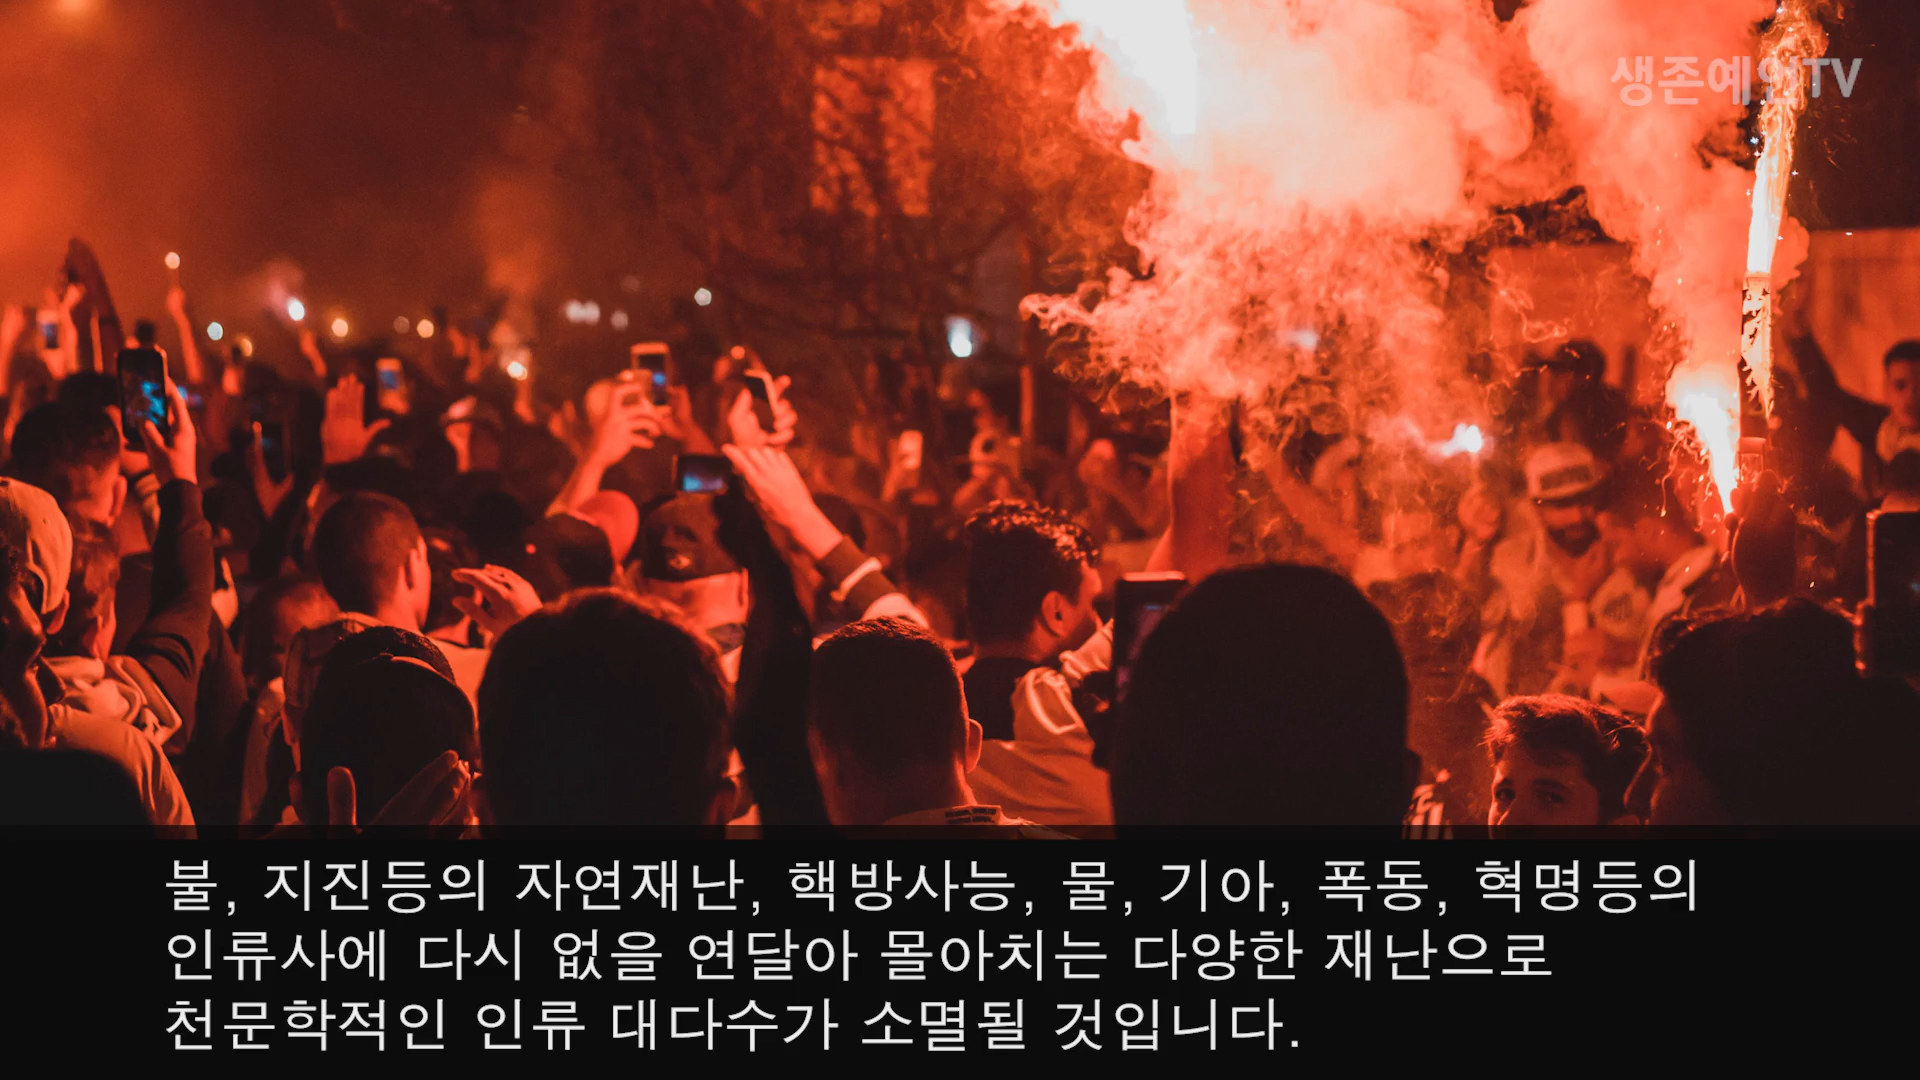 생존예언TV
불, 지진등의 자연재난, 핵방사능, 물, 기아, 폭동, 혁명등의
인류사에 다시 없을 연달아 몰아치는 다양한 재난으로
천문학적인 인류 대다수가 소멸될 것입니다.